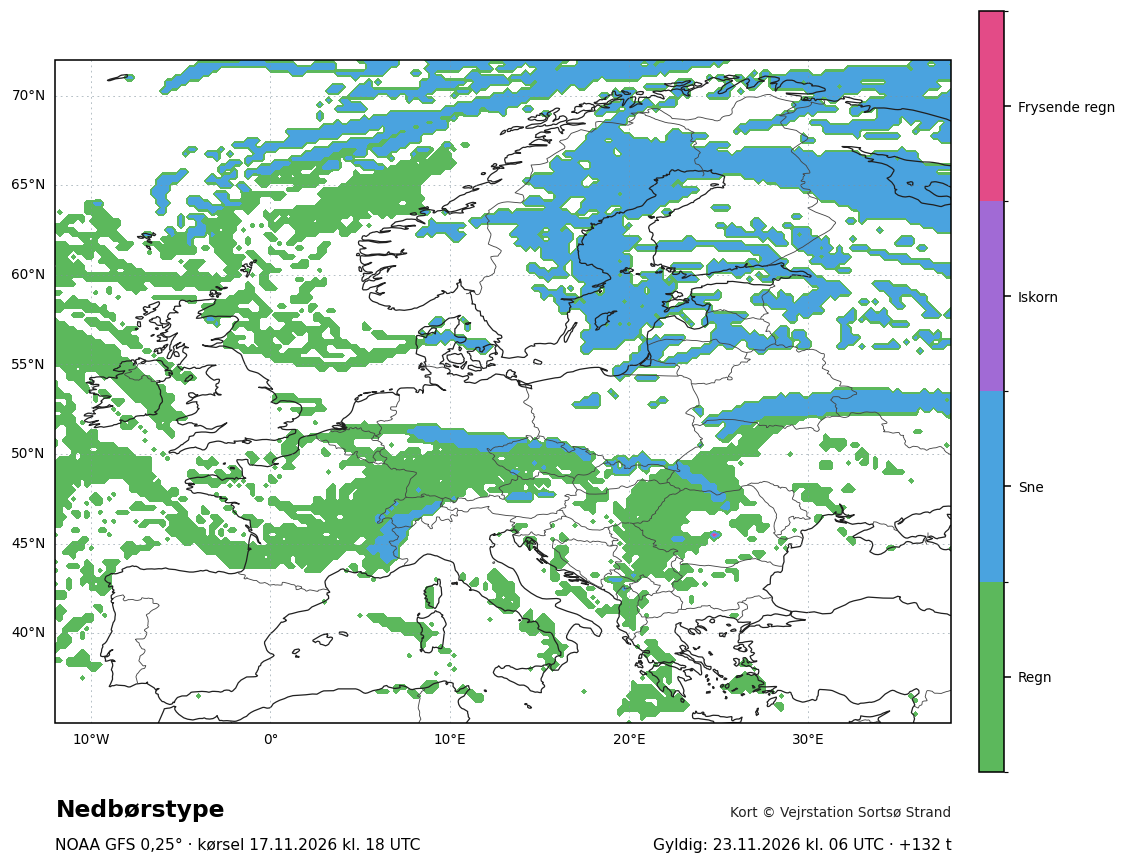 Frysende regn
Iskorn
Sne
Regn
70°N
65°N
60°N
55°N
50°N
45°N
40°N
10°W
0°
10°E
20°E
30°E
Nedbørstype
Kort © Vejrstation Sortsø Strand
NOAA GFS 0,25° · kørsel 17.11.2026 kl. 18 UTC
Gyldig: 23.11.2026 kl. 06 UTC · +132 t